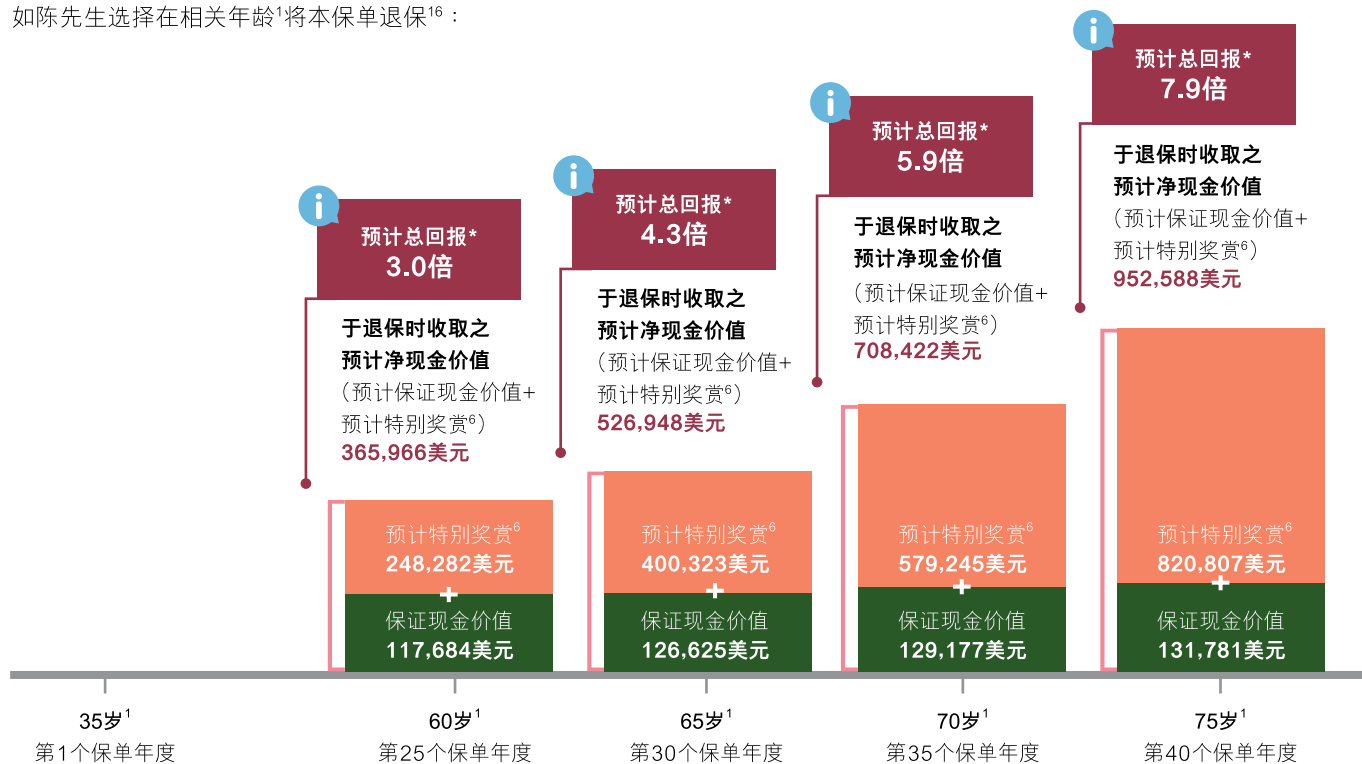 如陈先生选择在相关年龄¹将本保单退保¹⁶：
预计总回报*
3.0倍
于退保时收取之
预计净现金价值
（预计保证现金价值+
预计特别奖赏⁶）
365,966美元
预计特别奖赏⁶
248,282美元
+
保证现金价值
117,684美元
预计总回报*
4.3倍
于退保时收取之
预计净现金价值
（预计保证现金价值+
预计特别奖赏⁶）
526,948美元
预计特别奖赏⁶
400,323美元
+
保证现金价值
126,625美元
预计总回报*
5.9倍
于退保时收取之
预计净现金价值
（预计保证现金价值+
预计特别奖赏⁶）
708,422美元
预计特别奖赏⁶
579,245美元
+
保证现金价值
129,177美元
预计总回报*
7.9倍
于退保时收取之
预计净现金价值
（预计保证现金价值+
预计特别奖赏⁶）
952,588美元
预计特别奖赏⁶
820,807美元
+
保证现金价值
131,781美元
35岁¹
第1个保单年度
60岁¹
第25个保单年度
65岁¹
第30个保单年度
70岁¹
第35个保单年度
75岁¹
第40个保单年度